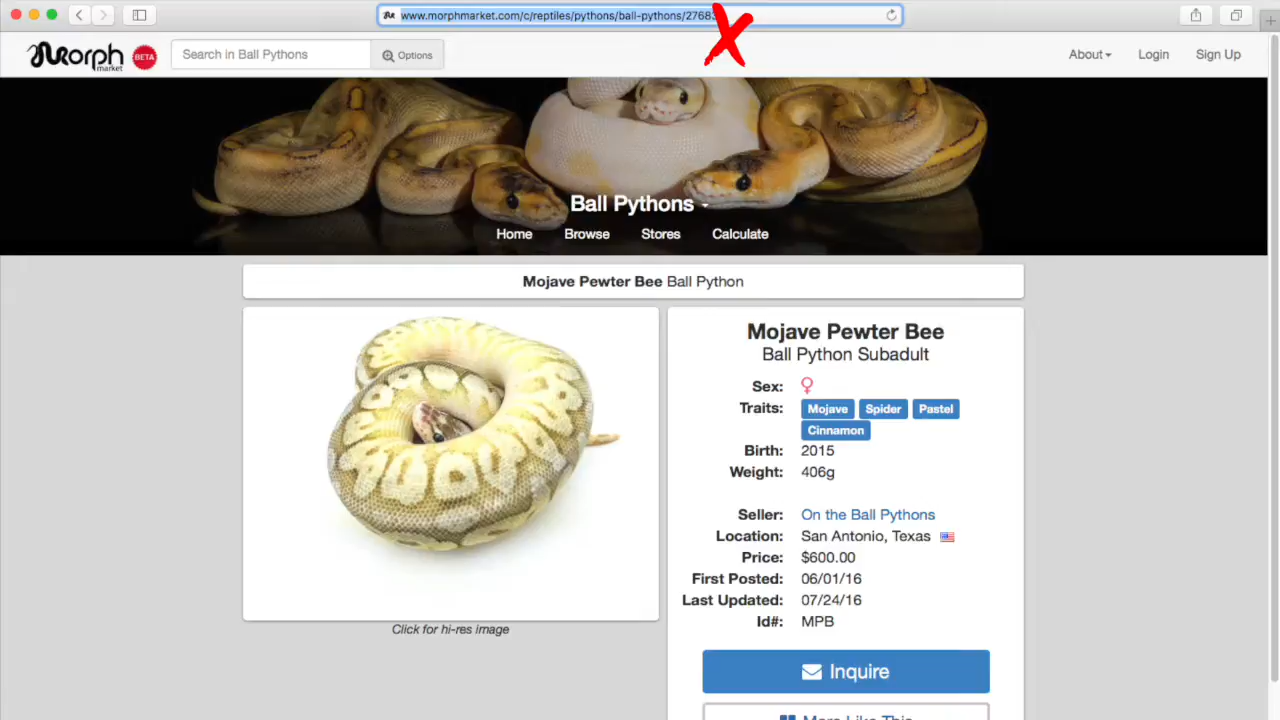 www.morphmarket.com/c/reptiles/pythons/ball-pythons/2768
Morph market BETA
Search in Ball Pythons
Options
About
Login
Sign Up
Ball Pythons
Home
Browse
Stores
Calculate
Mojave Pewter Bee Ball Python
Mojave Pewter Bee
Ball Python Subadult
Sex: ♀
Traits: Mojave Spider Pastel
Cinnamon
Birth: 2015
Weight: 406g
Seller: On the Ball Pythons
Location: San Antonio, Texas
Price: $600.00
First Posted: 06/01/16
Last Updated: 07/24/16
Id#: MPB
Click for hi-res image
Inquire
More Like This